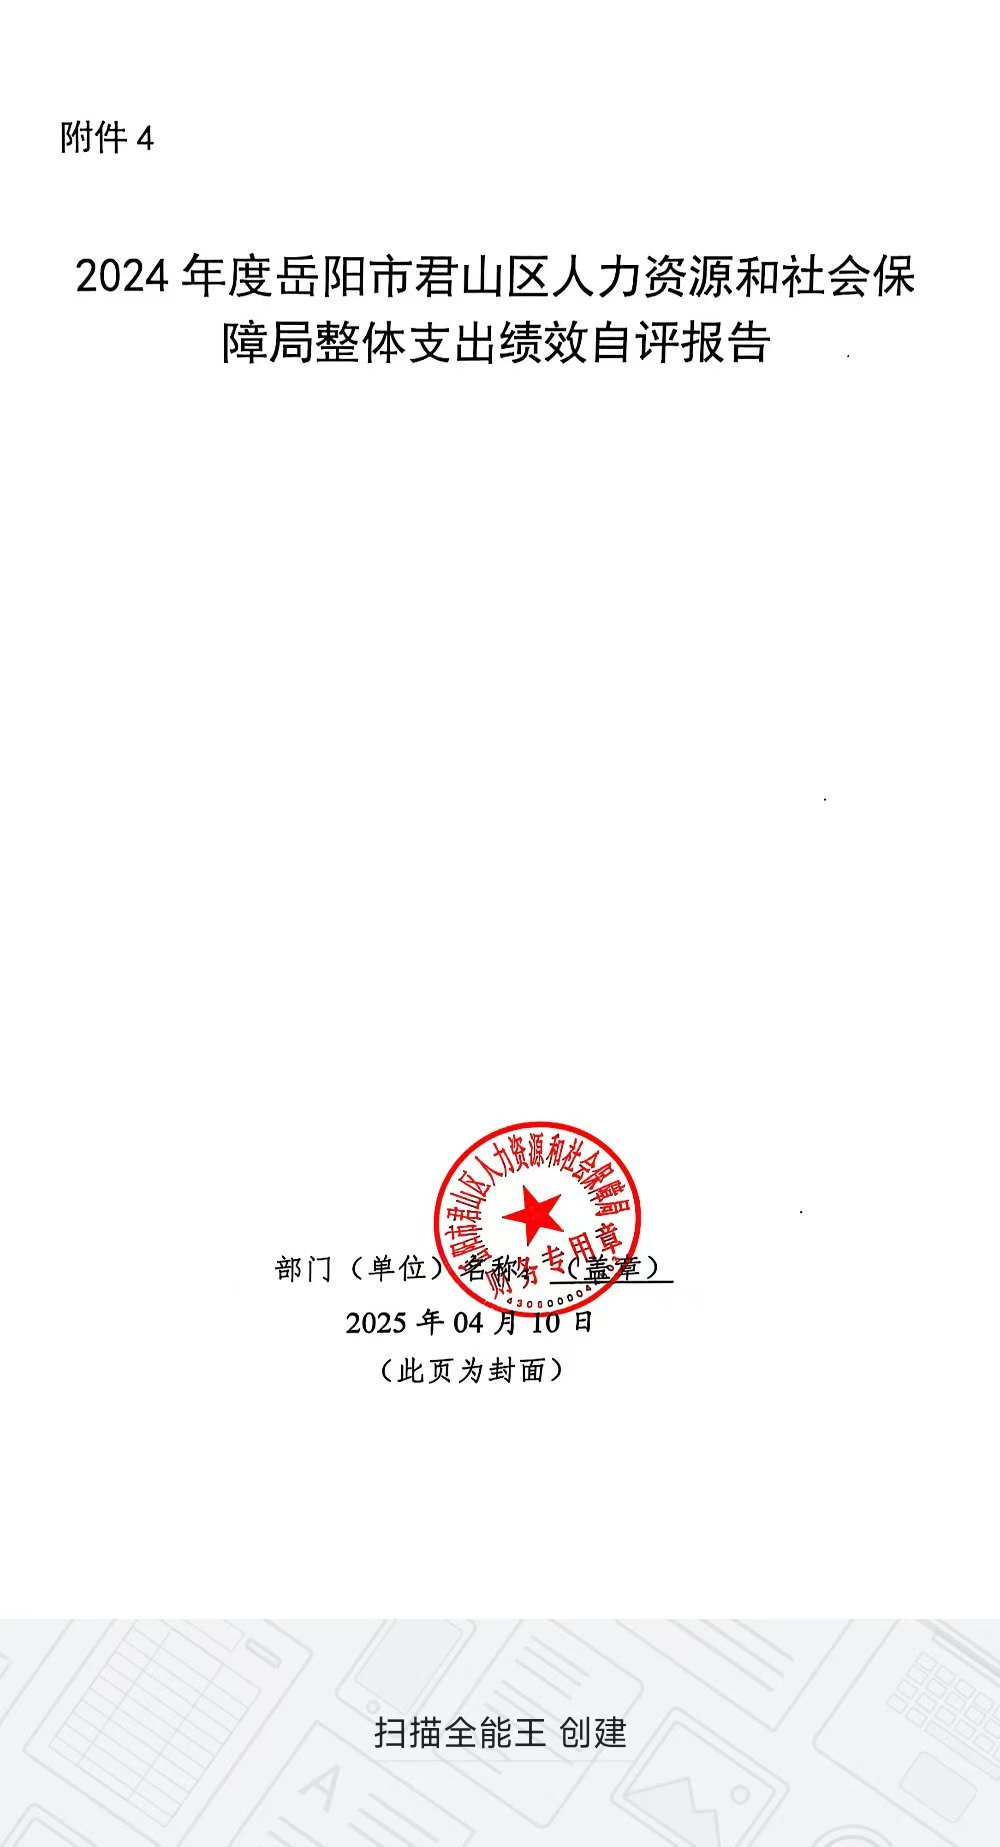 附件 4
2024 年度岳阳市君山区人力资源和社会保
障局整体支出绩效自评报告
岳阳市君山区人力资源和社会保障局
财务专用章
部门（单位）名称：（盖章）
2025 年 04 月 10 日
（此页为封面）
扫描全能王 创建